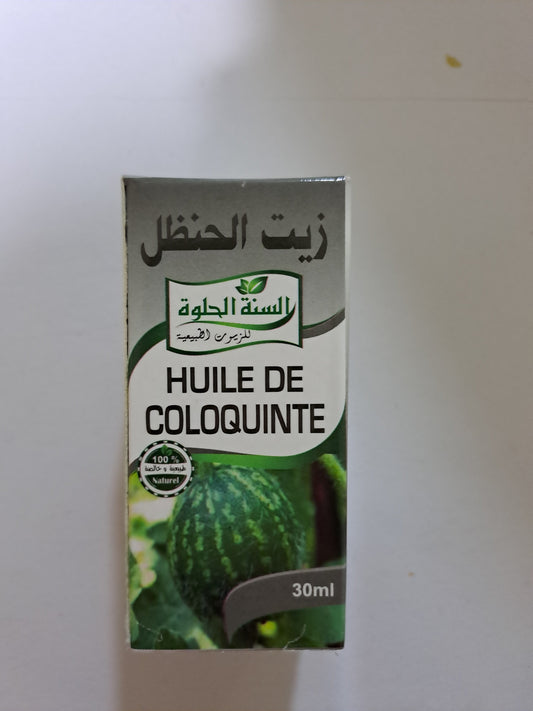 زيت الحنظل
السنة الحلوة
للزيوت الطبيعية
HUILE DE
COLOQUINTE
100 %
طبيعية و خالصة
Naturel
30ml